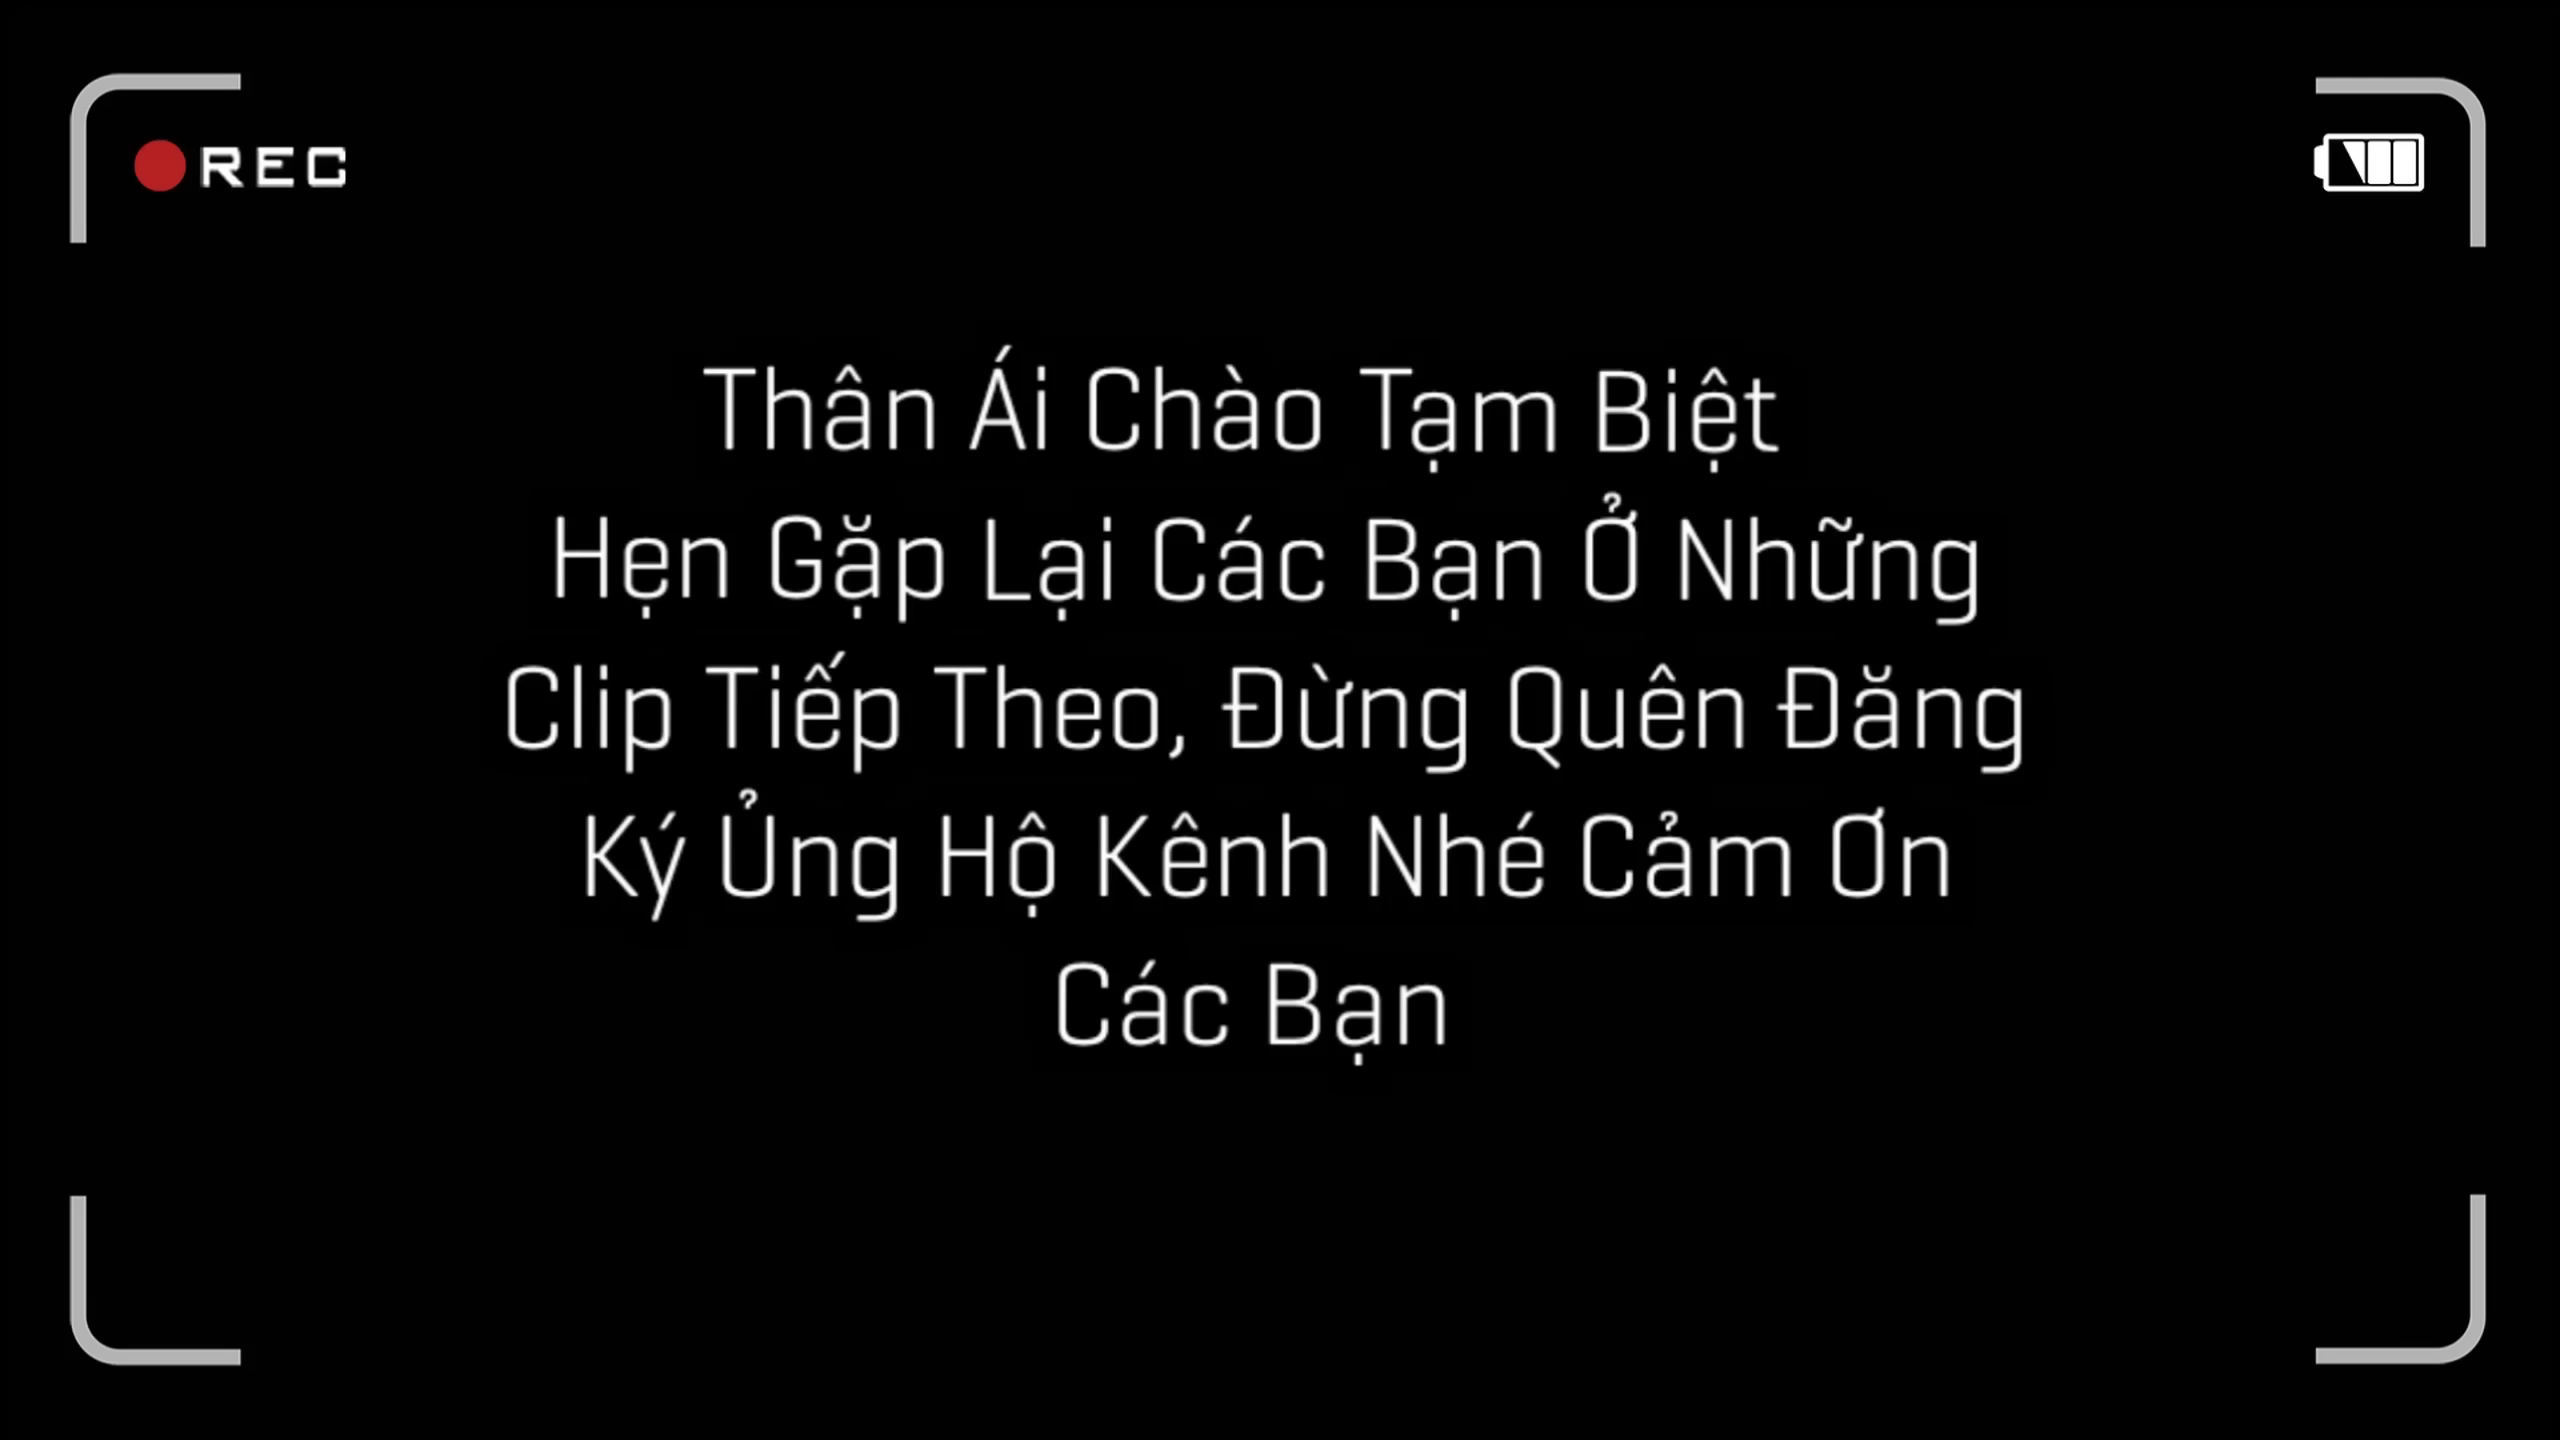 REC
Thân Ái Chào Tạm Biệt
Hẹn Gặp Lại Các Bạn Ở Những
Clip Tiếp Theo, Đừng Quên Đăng
Ký Ủng Hộ Kênh Nhé Cảm Ơn
Các Bạn